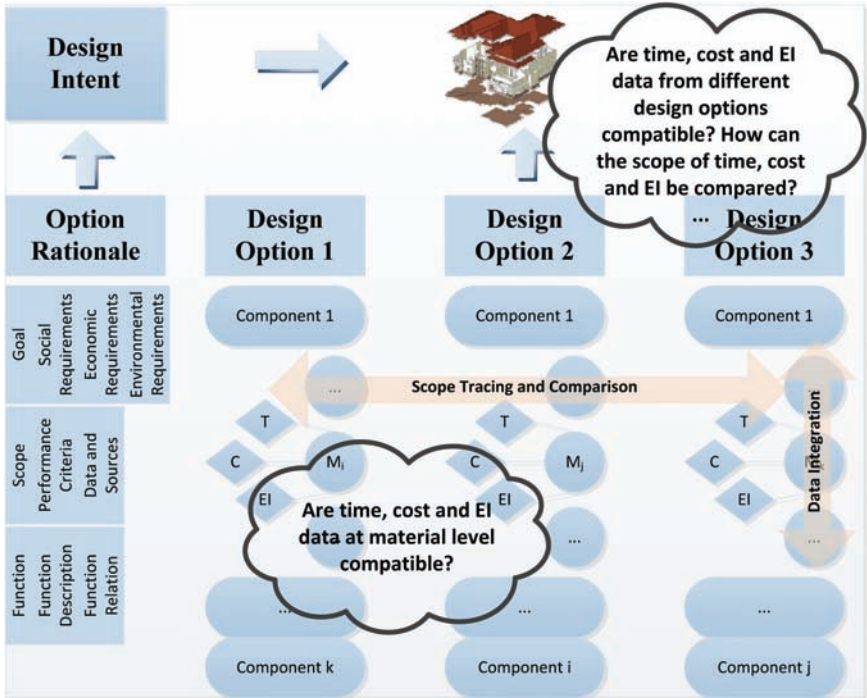 Design
Intent
Are time, cost and EI
data from different
design options
compatible? How can
the scope of time, cost
and EI be compared?
...
Option
Rationale
Design
Option 1
Design
Option 2
Design
Option 3
Goal
Social
Requirements
Economic
Requirements
Environmental
Requirements
Component 1
Component 1
Component 1
...
Scope Tracing and Comparison
...
Scope
Performance
Criteria
Data and
Sources
T
C
EI
Mi
T
C
Mj
EI
T
C
EI
Data Integration
Are time, cost and EI
data at material level
compatible?
...
...
Function
Function
Description
Function
Relation
...
...
...
Component k
Component i
Component j